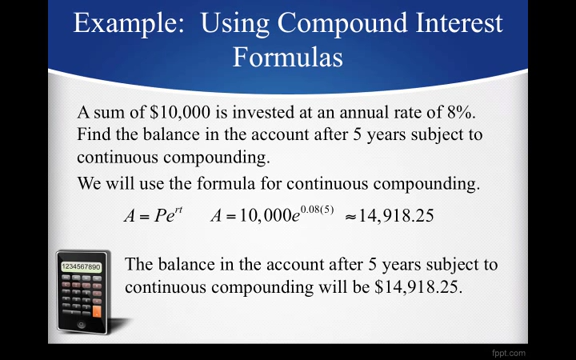 Example:  Using Compound Interest
Formulas
A sum of $10,000 is invested at an annual rate of 8%.
Find the balance in the account after 5 years subject to
continuous compounding.
We will use the formula for continuous compounding.
A = Pe^{rt}   A = 10,000e^{0.08(5)} ≈ 14,918.25
1234567890
The balance in the account after 5 years subject to
continuous compounding will be $14,918.25.
fppt.com